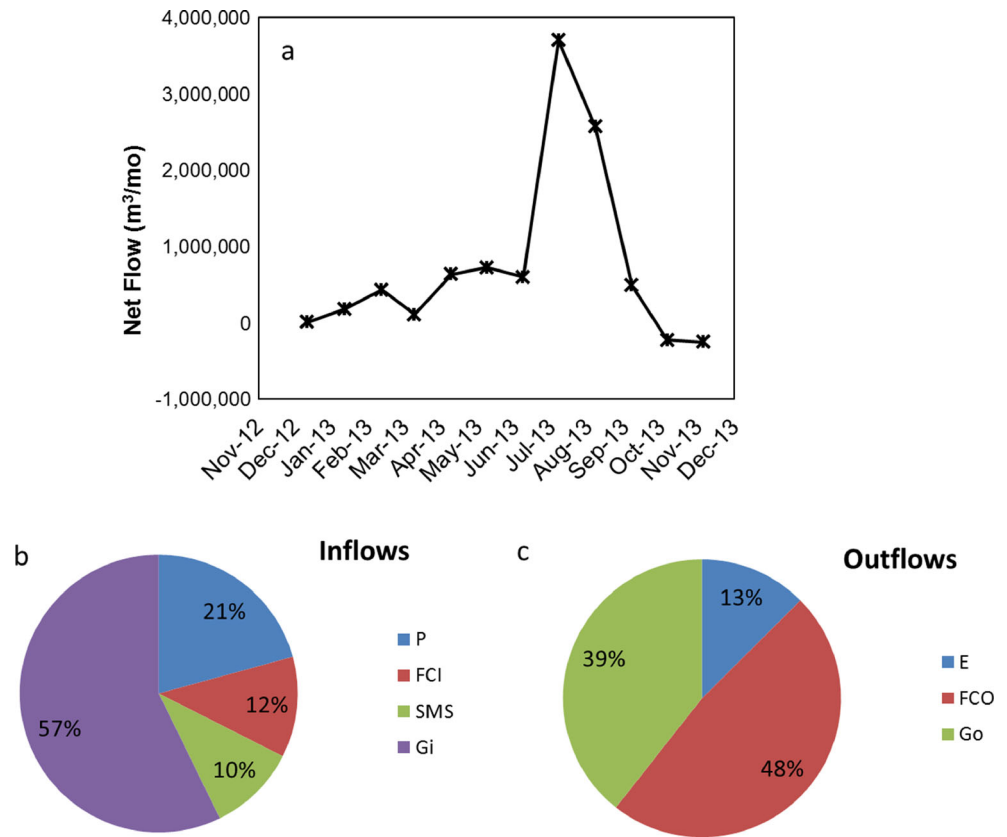 a
4,000,000
3,000,000
2,000,000
1,000,000
0
-1,000,000
Net Flow (m³/mo)
Nov-12
Dec-12
Jan-13
Feb-13
Mar-13
Apr-13
May-13
Jun-13
Jul-13
Aug-13
Sep-13
Oct-13
Nov-13
Dec-13
b
Inflows
21%
12%
10%
57%
P
FCI
SMS
Gi
c
Outflows
13%
48%
39%
E
FCO
Go